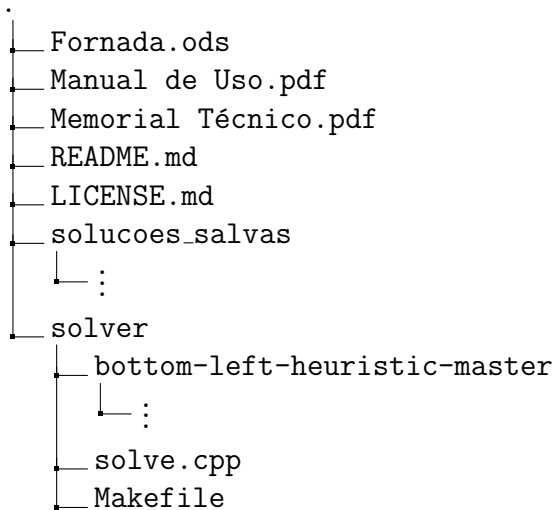 .
Fornada.ods
Manual de Uso.pdf
Memorial Técnico.pdf
README.md
LICENSE.md
solucoes_salvas
⋮
solver
bottom-left-heuristic-master
⋮
solve.cpp
Makefile